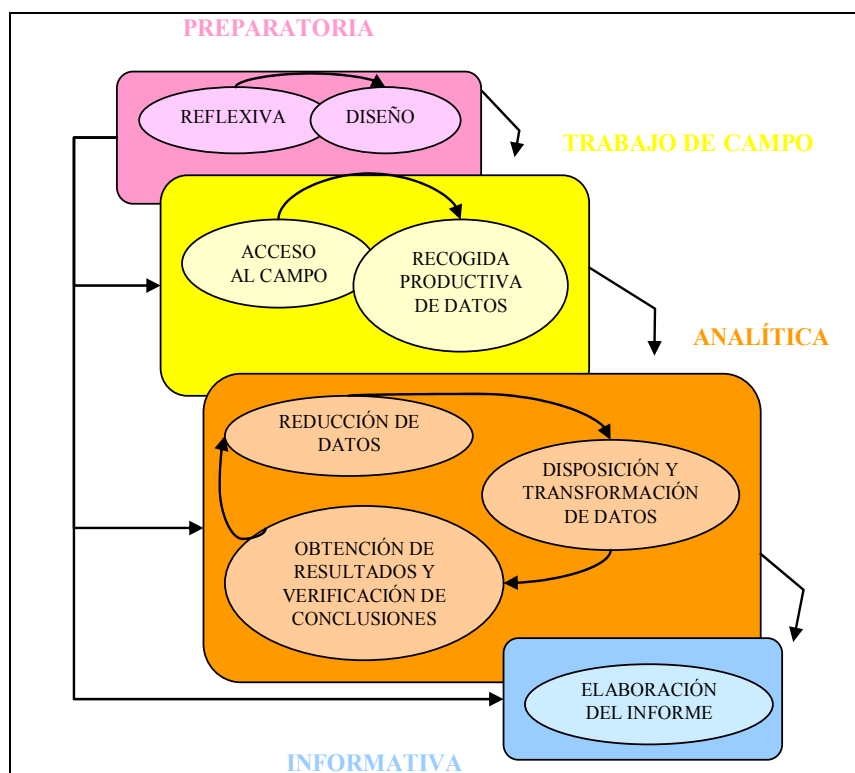 PREPARATORIA
REFLEXIVA
DISEÑO
TRABAJO DE CAMPO
ACCESO
AL CAMPO
RECOGIDA
PRODUCTIVA
DE DATOS
ANALÍTICA
REDUCCIÓN DE
DATOS
DISPOSICIÓN Y
TRANSFORMACIÓN
DE DATOS
OBTENCIÓN DE
RESULTADOS Y
VERIFICACIÓN DE
CONCLUSIONES
ELABORACIÓN
DEL INFORME
INFORMATIVA